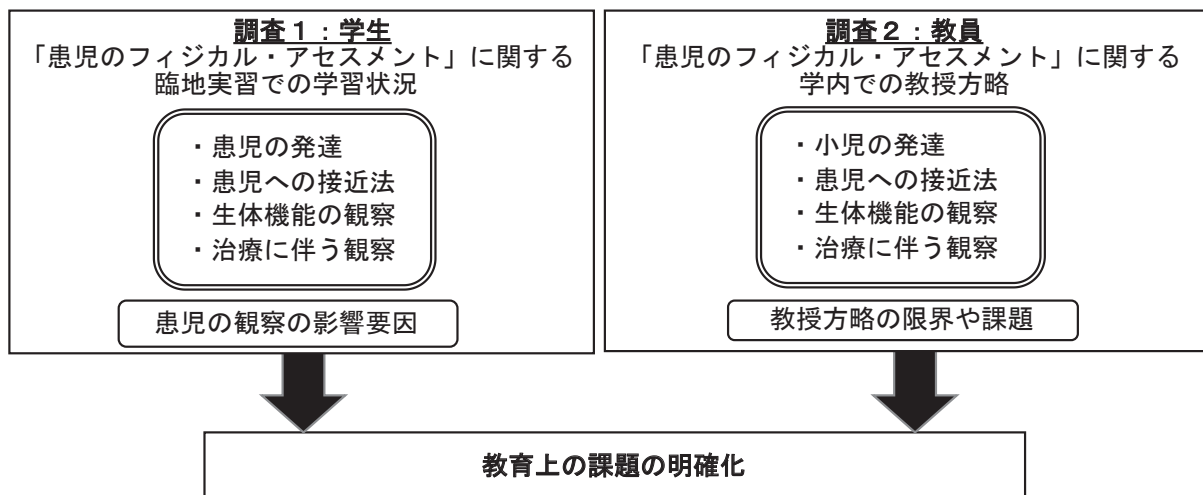 調査１：学生
「患児のフィジカル・アセスメント」に関する
臨地実習での学習状況
・患児の発達
・患児への接近法
・生体機能の観察
・治療に伴う観察
患児の観察の影響要因
調査２：教員
「患児のフィジカル・アセスメント」に関する
学内での教授方略
・小児の発達
・患児への接近法
・生体機能の観察
・治療に伴う観察
教授方略の限界や課題
教育上の課題の明確化